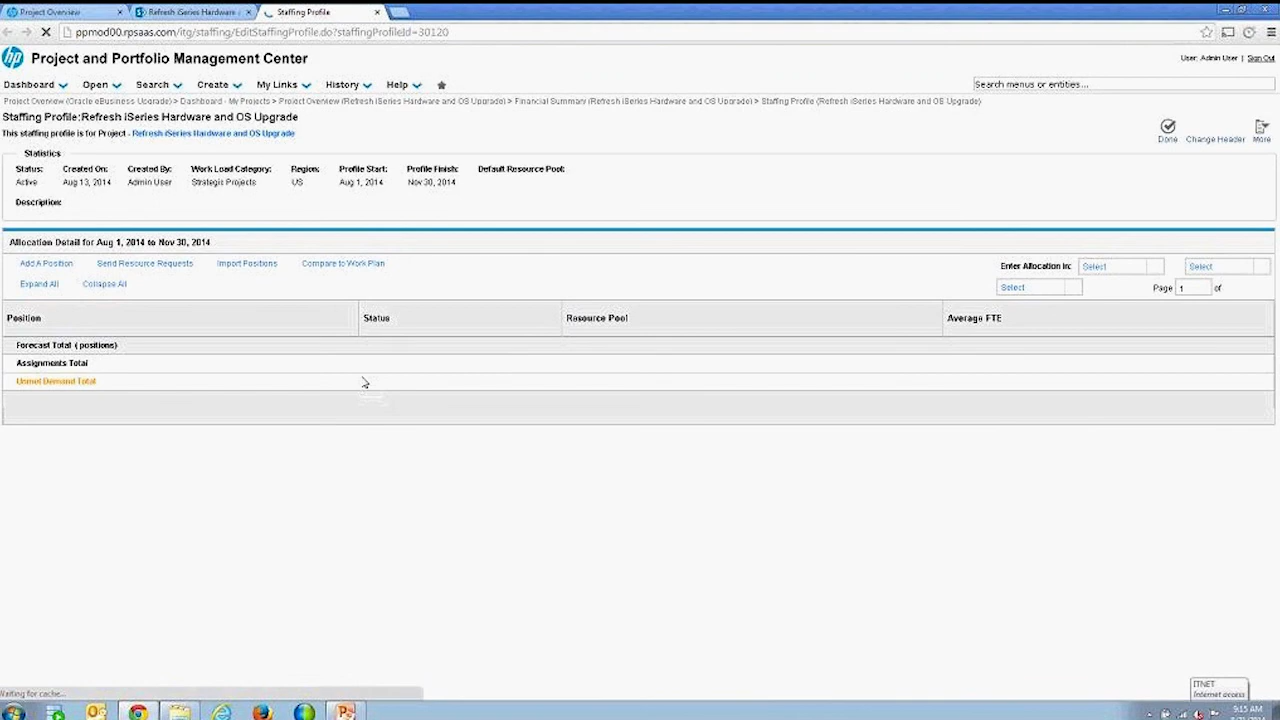 Project Overview
Refresh iSeries Hardware
Staffing Profile
ppmod00.rpsaas.com/itg/staffing/EditStaffingProfile.do?staffingProfileId=30120
hp Project and Portfolio Management Center
User: Admin User | Sign Out
Dashboard Open Search Create My Links History Help
Search menus or entities...
Project Overview (Oracle eBusiness Upgrade) > Dashboard - My Projects > Project Overview (Refresh iSeries Hardware and OS Upgrade) > Financial Summary (Refresh iSeries Hardware and OS Upgrade) > Staffing Profile (Refresh iSeries Hardware and OS Upgrade)
Staffing Profile:Refresh iSeries Hardware and OS Upgrade
This staffing profile is for Project - Refresh iSeries Hardware and OS Upgrade
Done Change Header More
Statistics
Status: Created On: Created By: Work Load Category: Region: Profile Start: Profile Finish: Default Resource Pool:
Active Aug 13, 2014 Admin User Strategic Projects US Aug 1, 2014 Nov 30, 2014
Description:
Allocation Detail for Aug 1, 2014 to Nov 30, 2014
Add A Position Send Resource Requests Import Positions Compare to Work Plan
Enter Allocation in: Select Select
Expand All Collapse All
Select Page 1 of
Position Status Resource Pool Average FTE
Forecast Total (positions)
Assignments Total
Unmet Demand Total
Waiting for cache...
ITNET
Internet access
9:15 AM